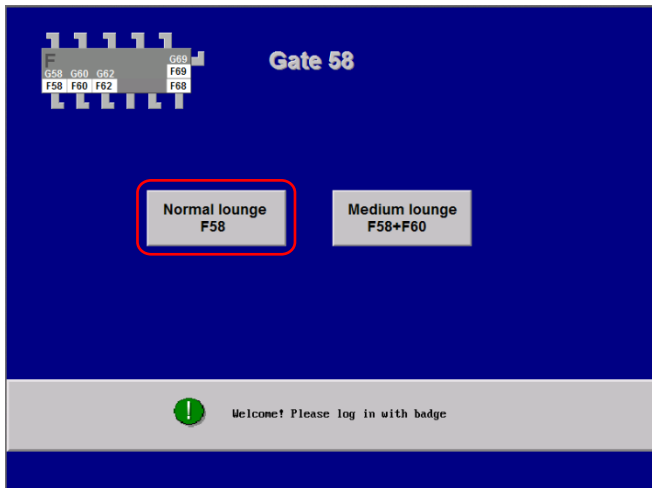 F
G69
F69
G58 G60 G62
F58 F60 F62
F68
Gate 58
Normal lounge
F58
Medium lounge
F58+F60
Welcome! Please log in with badge